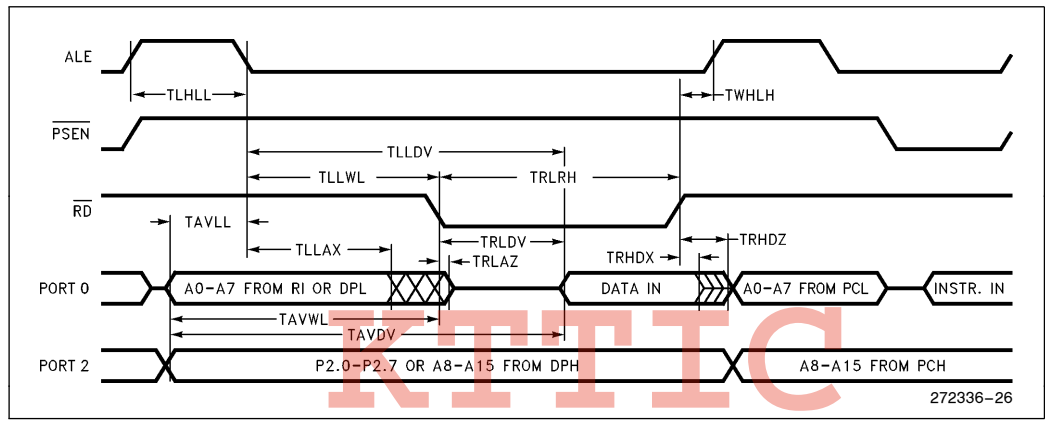 ALE
TLHLL
TWHLH
PSEN
TLLDV
TLLWL
TRLRH
RD
TAVLL
TLLAX
TRLDV
TRLAZ
TRHDX
TRHDZ
PORT 0
A0-A7 FROM RI OR DPL
DATA IN
A0-A7 FROM PCL
INSTR. IN
TAVWL
TAVDV
PORT 2
P2.0-P2.7 OR A8-A15 FROM DPH
A8-A15 FROM PCH
KTTIC
272336-26